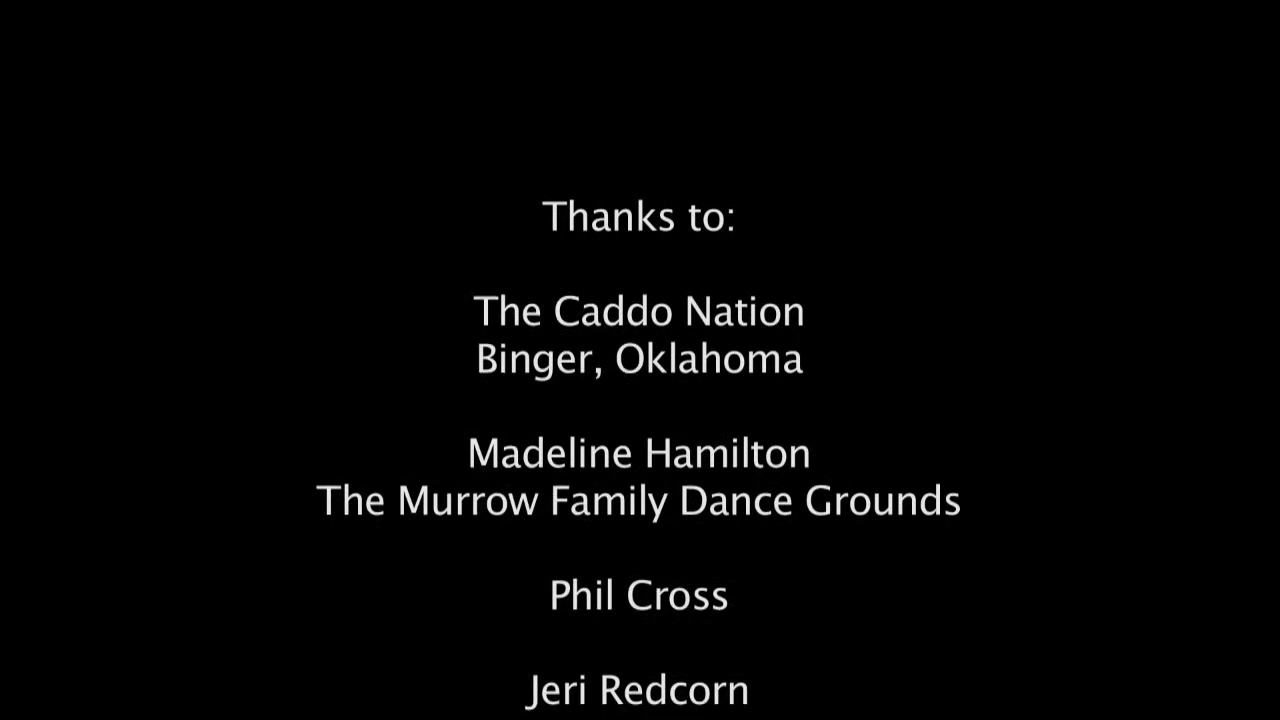 Thanks to:
The Caddo Nation
Binger, Oklahoma
Madeline Hamilton
The Murrow Family Dance Grounds
Phil Cross
Jeri Redcorn